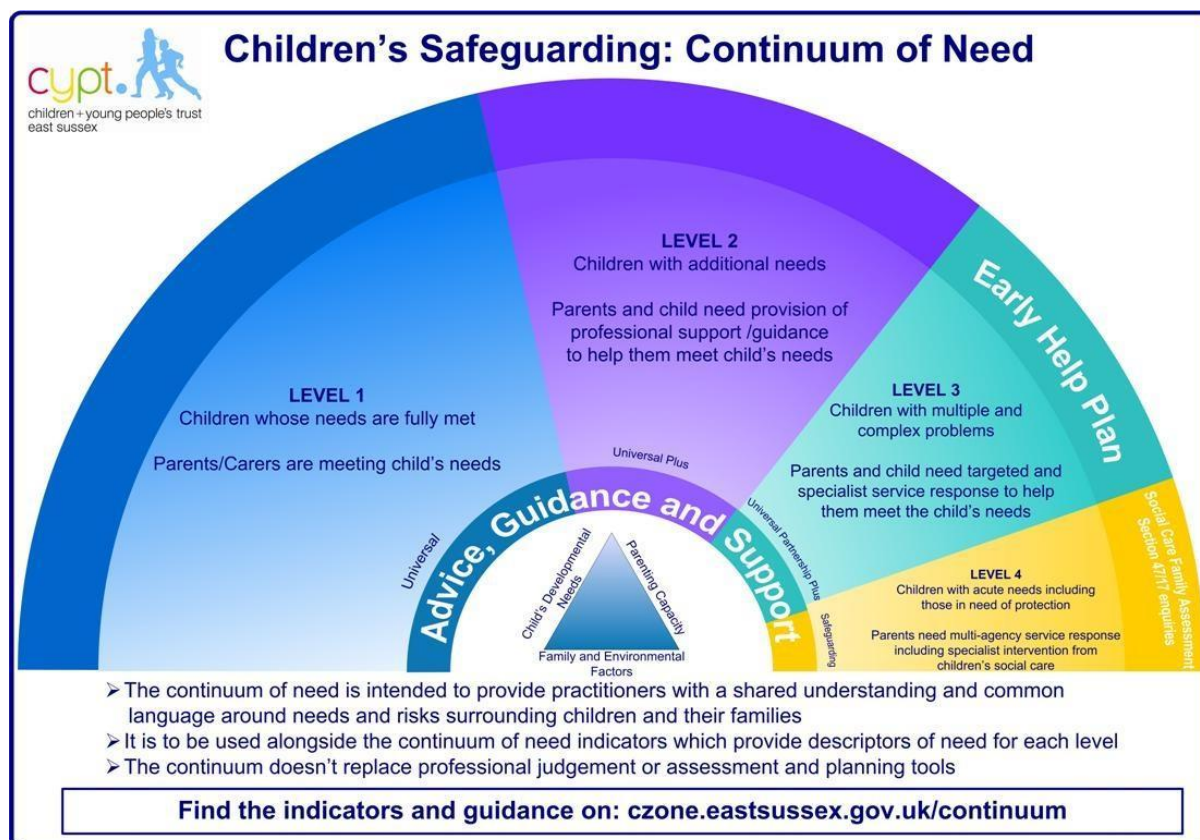 Children's Safeguarding: Continuum of Need
cypt.
children+young people's trust
east sussex
LEVEL 1
Children whose needs are fully met
Parents/Carers are meeting child's needs
LEVEL 2
Children with additional needs
Parents and child need provision of
professional support /guidance
to help them meet child's needs
Early Help Plan
LEVEL 3
Children with multiple and
complex problems
Parents and child need targeted and
specialist service response to help
them meet the child's needs
Social Care Family Assessment
Section 47/17 enquiries
LEVEL 4
Children with acute needs including
those in need of protection
Parents need multi-agency service response
including specialist intervention from
children's social care
Universal
Universal Plus
Universal Partnership Plus
Safeguarding
Advice, Guidance and Support
Child's Developmental
Needs
Parenting Capacity
Family and Environmental
Factors
➢ The continuum of need is intended to provide practitioners with a shared understanding and common
language around needs and risks surrounding children and their families
➢ It is to be used alongside the continuum of need indicators which provide descriptors of need for each level
➢ The continuum doesn't replace professional judgement or assessment and planning tools
Find the indicators and guidance on: czone.eastsussex.gov.uk/continuum